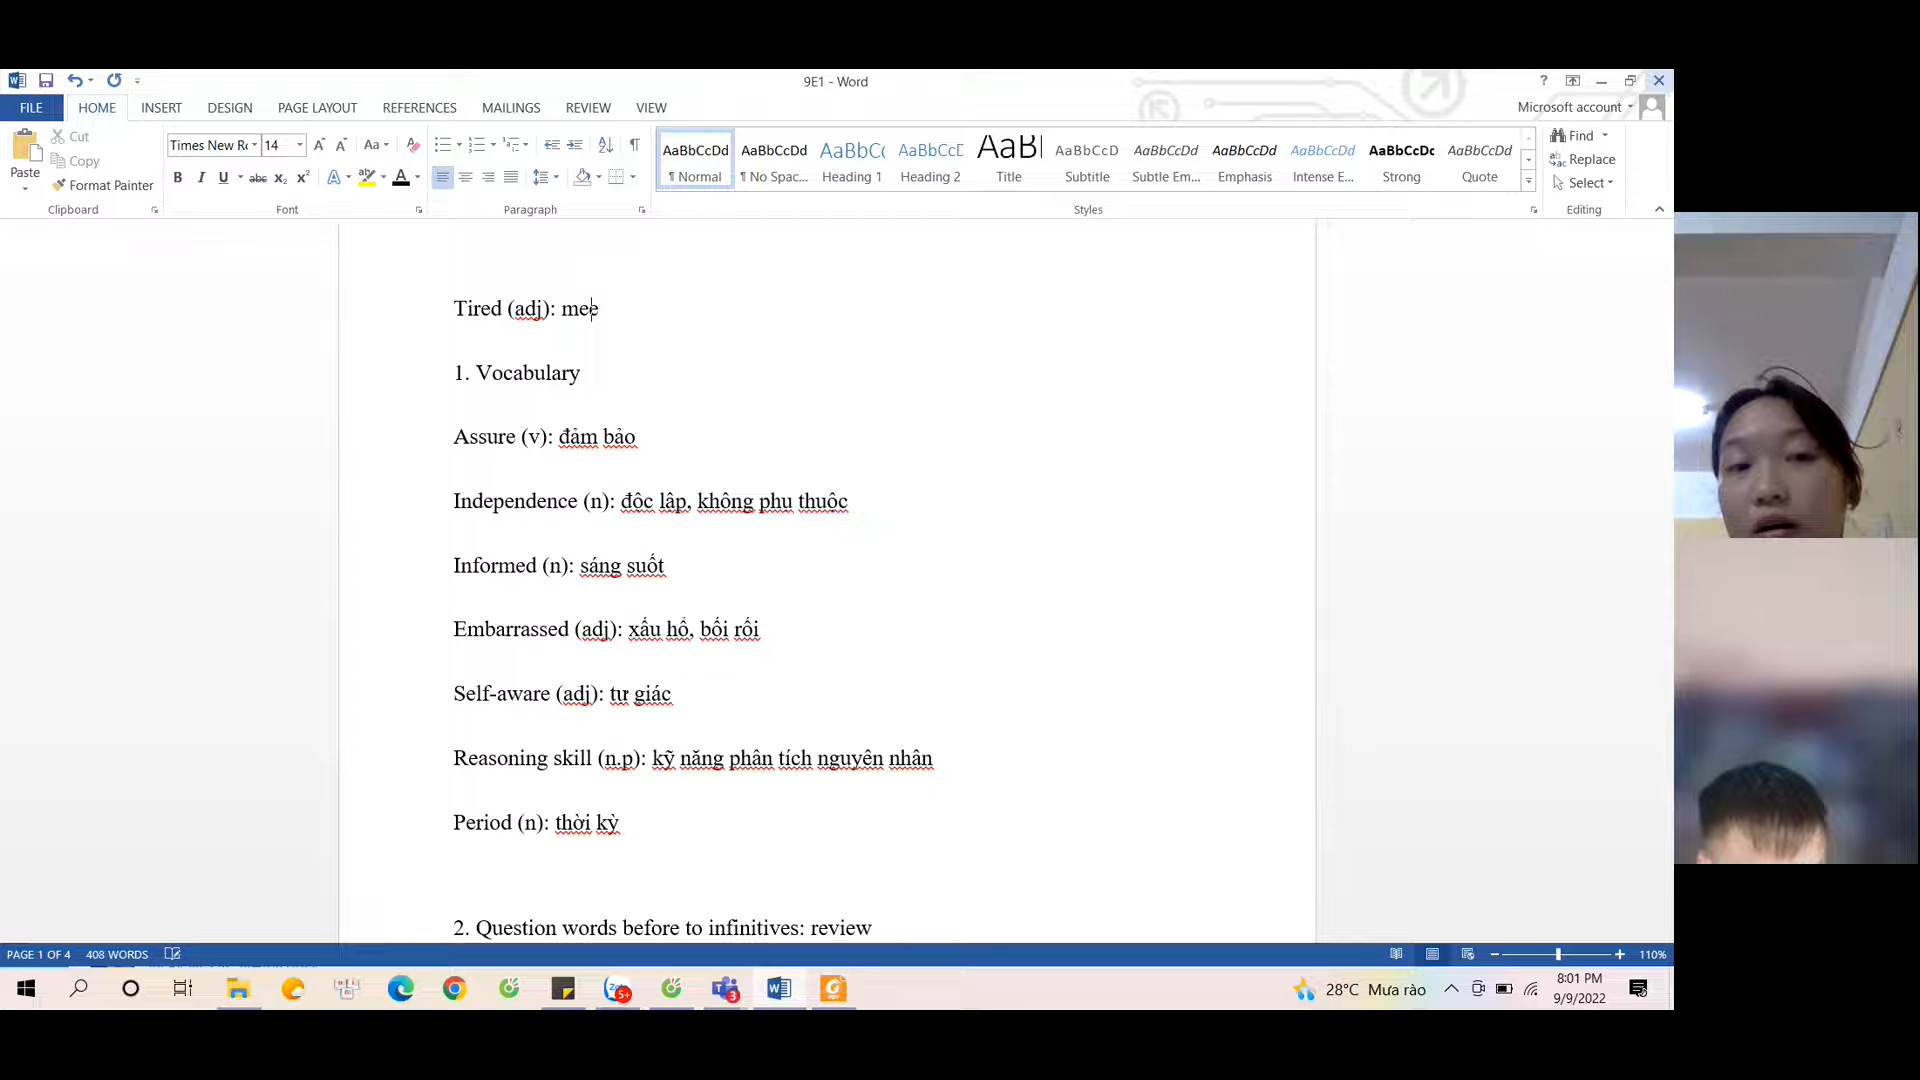 9E1 - Word
?
FILE HOME INSERT DESIGN PAGE LAYOUT REFERENCES MAILINGS REVIEW VIEW
Microsoft account
Paste
Cut
Copy
Format Painter
Clipboard
Times New R
14
Aa
B I U abc x₂ x² A A
Font
Paragraph
AaBbCcDd AaBbCcDd AaBbC AaBbCcD AaB AaBbCcD AaBbCcDd AaBbCcDd AaBbCcDd AaBbCcDc AaBbCcDd
¶ Normal ¶ No Spac... Heading 1 Heading 2 Title Subtitle Subtle Em... Emphasis Intense E... Strong Quote
Styles
Find
Replace
Select
Editing
Tired (adj): mee
1. Vocabulary
Assure (v): đảm bảo
Independence (n): độc lập, không phụ thuộc
Informed (n): sáng suốt
Embarrassed (adj): xấu hổ, bối rối
Self-aware (adj): tự giác
Reasoning skill (n.p): kỹ năng phân tích nguyên nhân
Period (n): thời kỳ
2. Question words before to infinitives: review
PAGE 1 OF 4 408 WORDS
110%
28°C Mưa rào
8:01 PM
9/9/2022